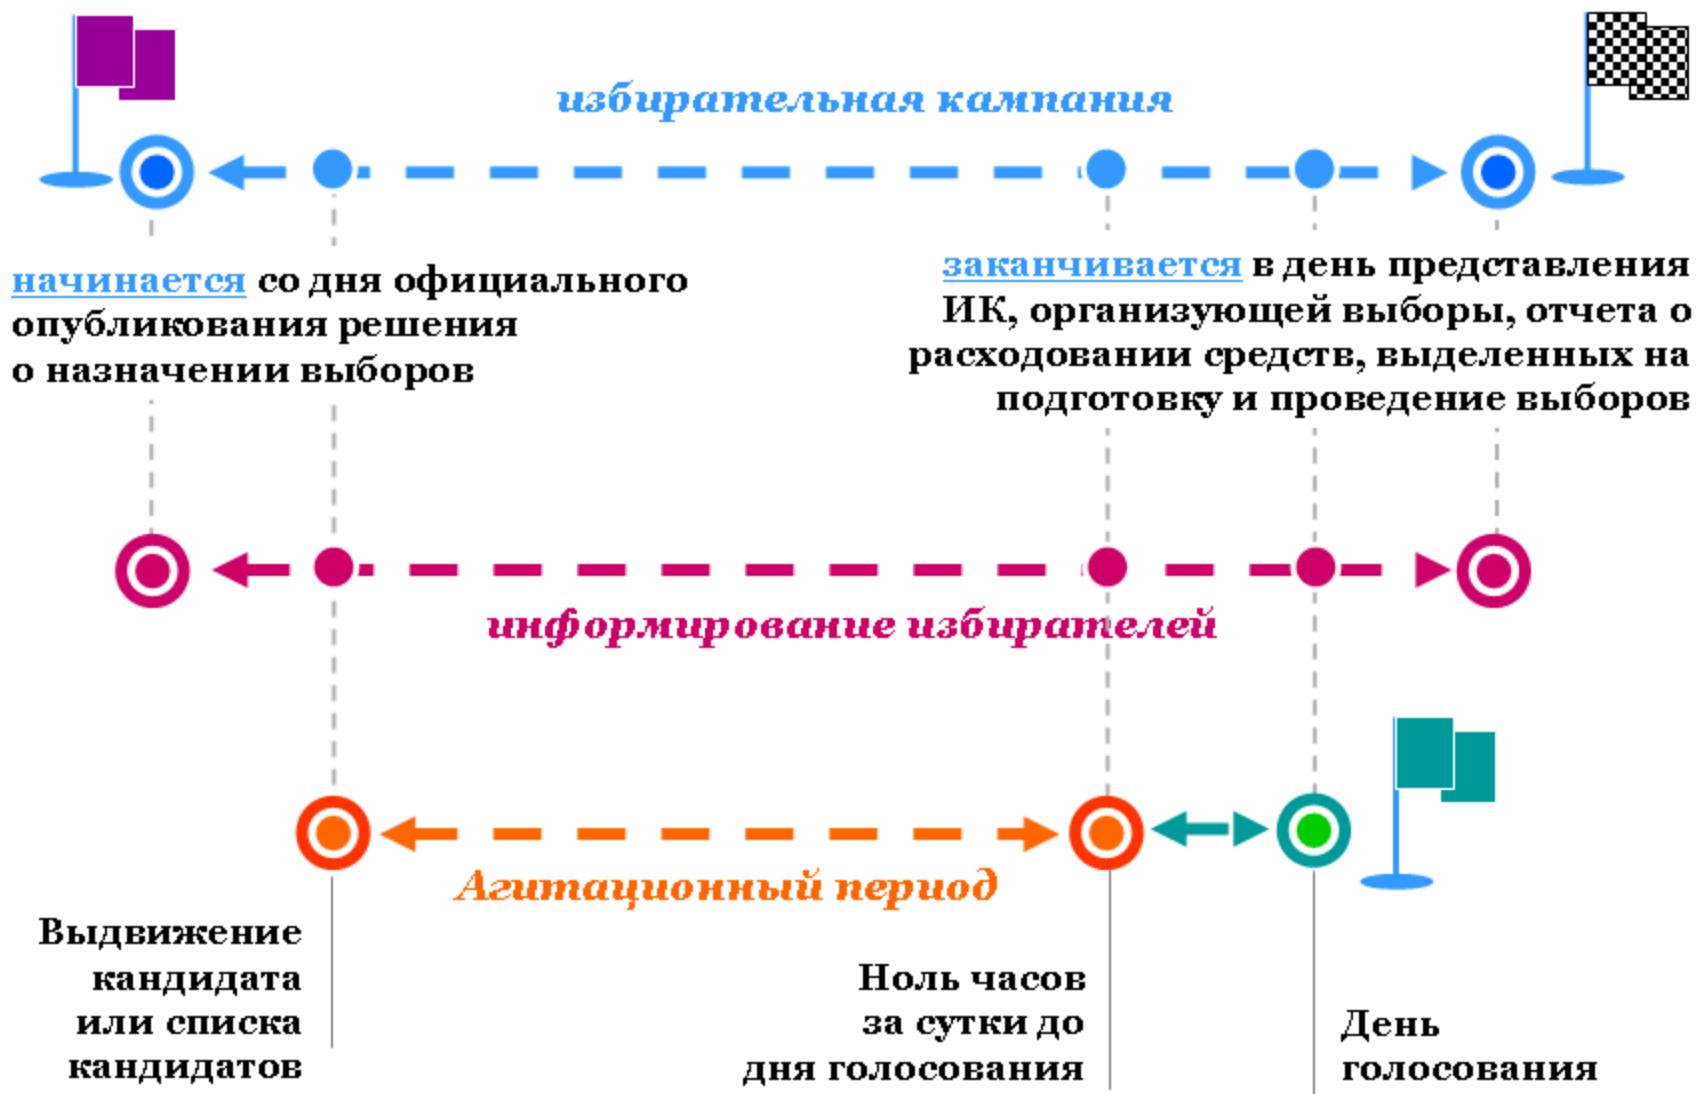 избирательная кампания
начинается со дня официального
опубликования решения
о назначении выборов
заканчивается в день представления
ИК, организующей выборы, отчета о
расходовании средств, выделенных на
подготовку и проведение выборов
информирование избирателей
Агитационный период
Выдвижение
кандидата
или списка
кандидатов
Ноль часов
за сутки до
дня голосования
День
голосования